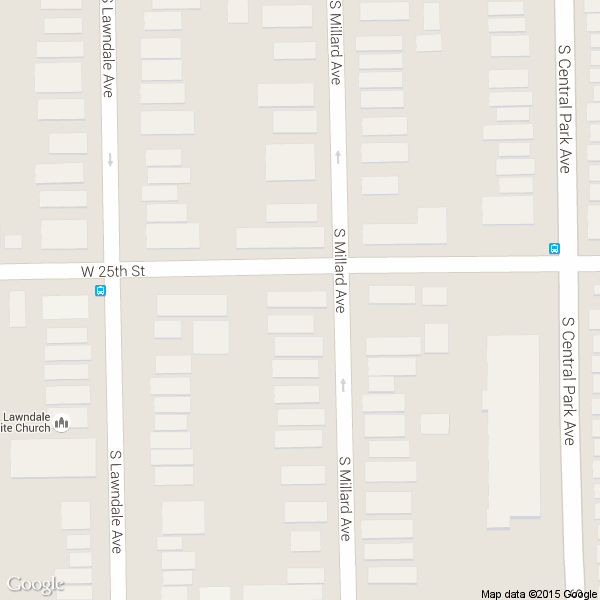 S Lawndale Ave
S Millard Ave
S Central Park Ave
S Millard Ave
W 25th St
S Central Park Ave
Lawndale
ite Church
S Lawndale Ave
S Millard Ave
Google
Map data ©2015 Google